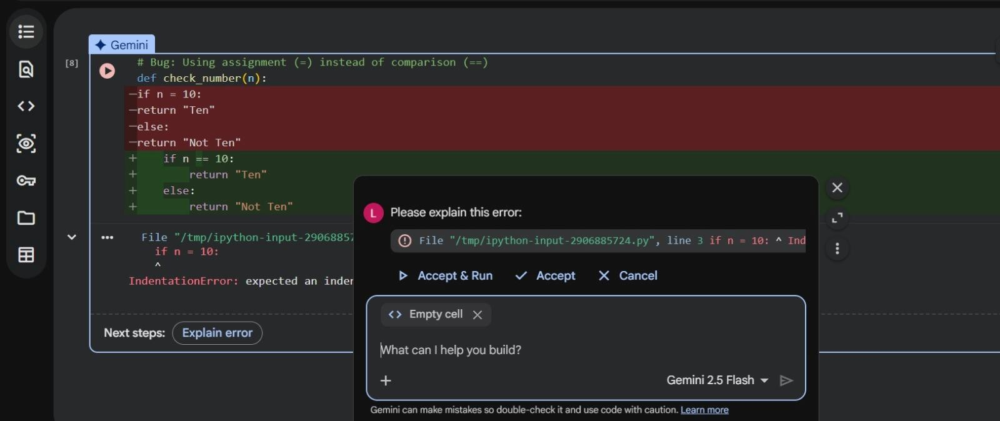 Gemini
[8]
# Bug: Using assignment (=) instead of comparison (==)
def check_number(n):
—if n = 10:
—return "Ten"
—else:
—return "Not Ten"
+ if n == 10:
+ return "Ten"
+ else:
+ return "Not Ten"
File "/tmp/ipython-input-29068857
if n = 10:
^
IndentationError: expected an inden
Next steps: Explain error
L Please explain this error:
File "/tmp/ipython-input-2906885724.py", line 3 if n = 10: ^ Ind
Accept & Run Accept Cancel
Empty cell
What can I help you build?
Gemini 2.5 Flash
Gemini can make mistakes so double-check it and use code with caution. Learn more